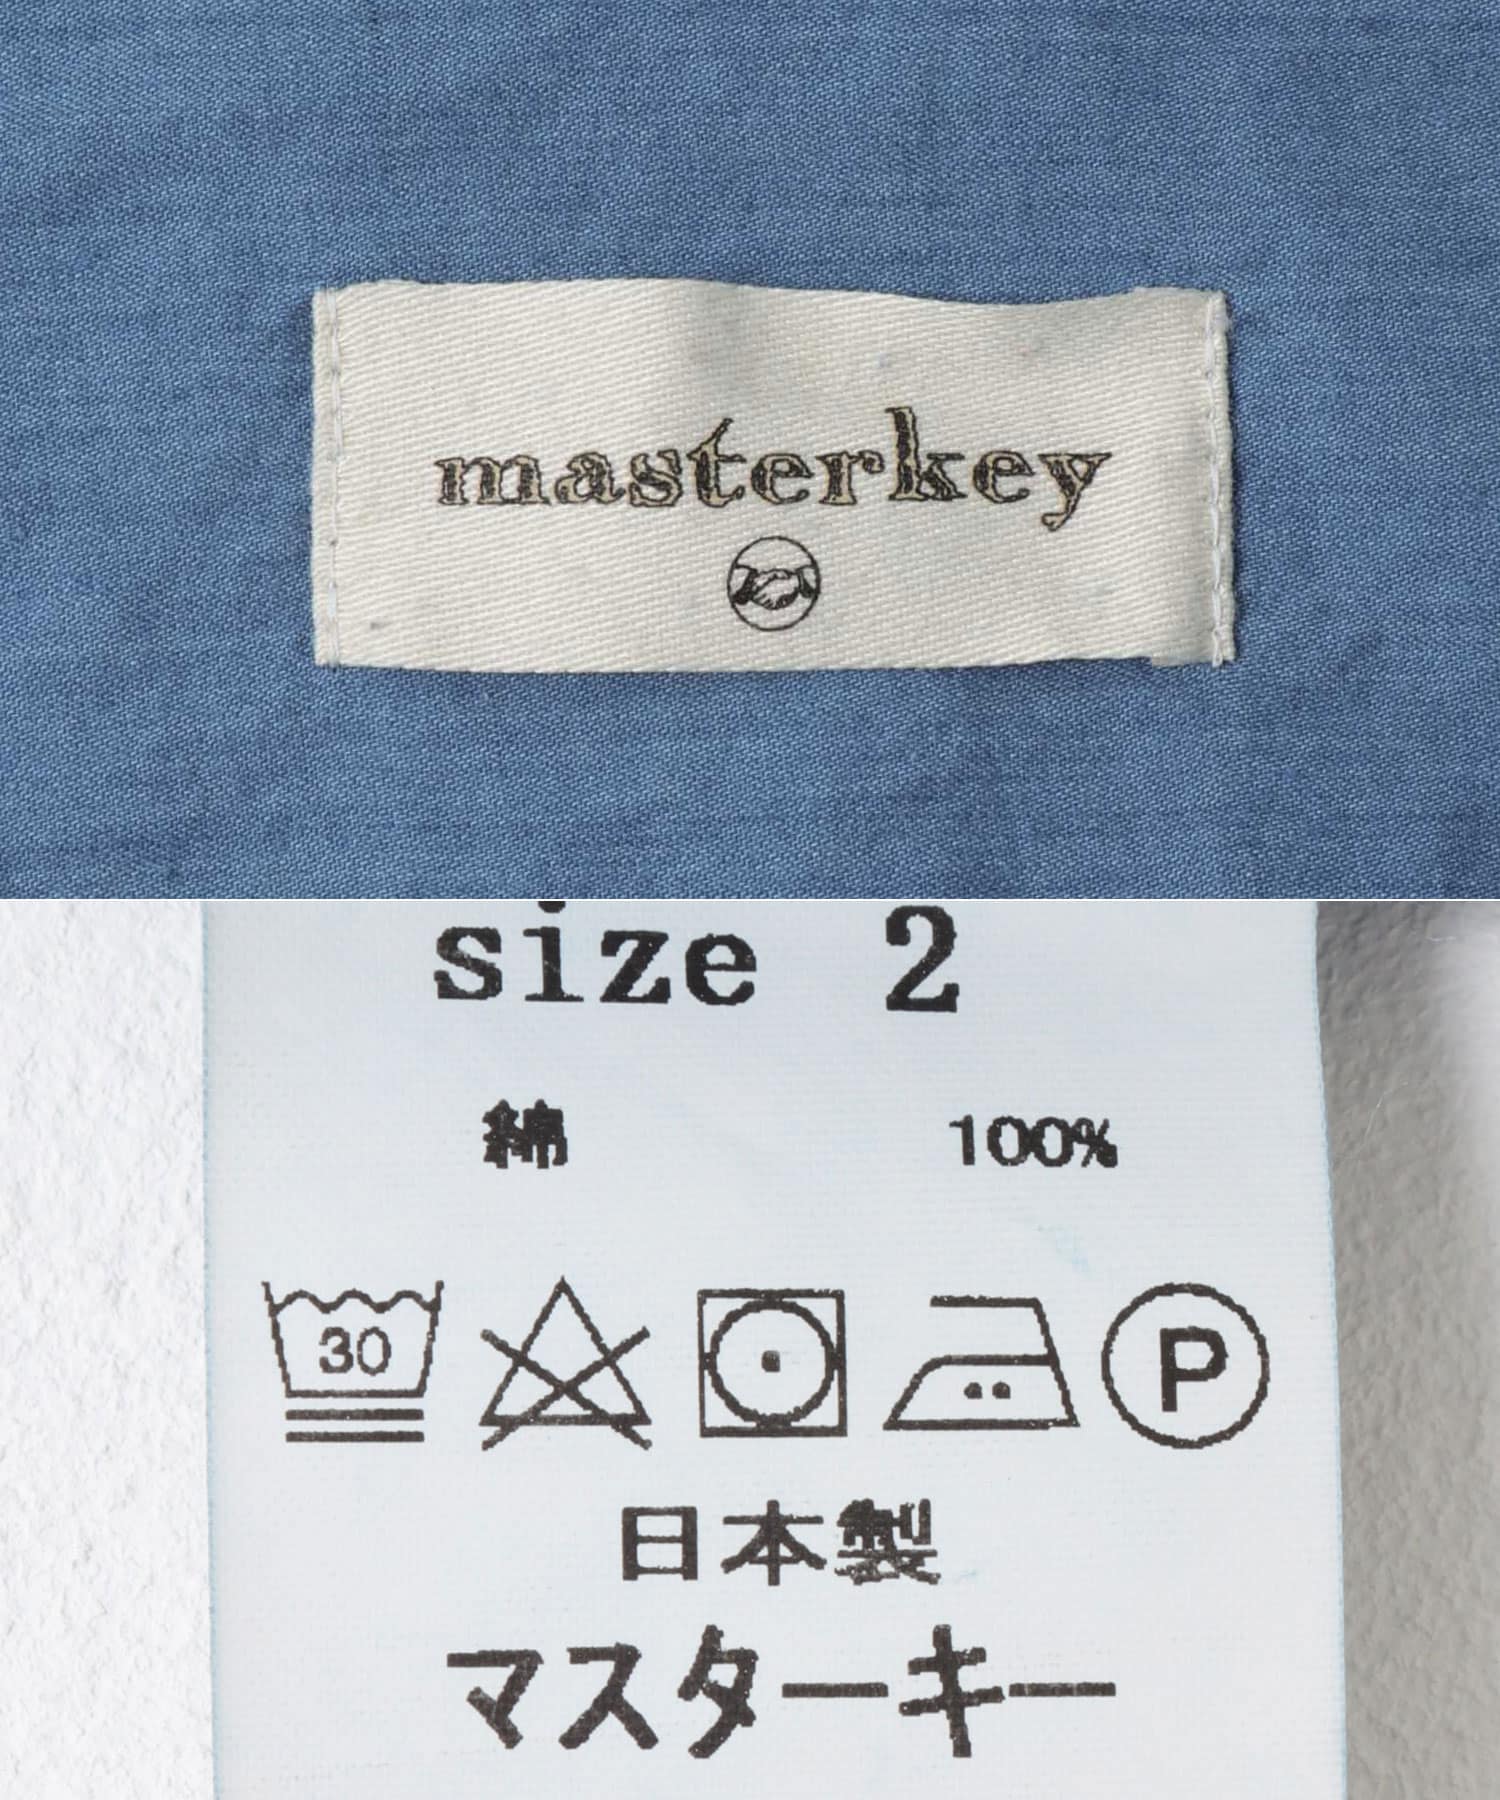 masterkey
size 2
綿 100%
30
P
日本製
マスターキー